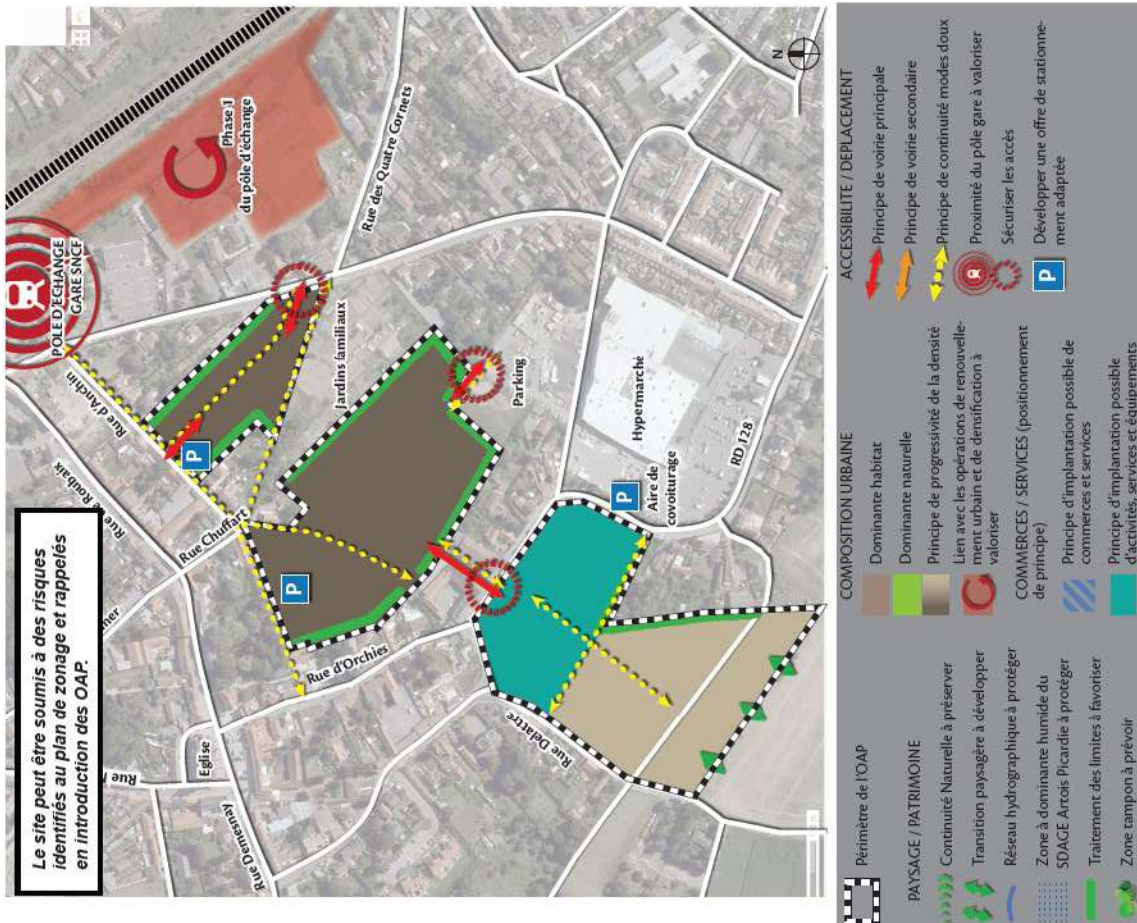 Le site peut être soumis à des risques
identifiés au plan de zonage et rappelés
en introduction des OAP.
POLE D'ECHANGE
GARE SNCF
Phase 1
du pôle d'échange
Rue des Quatre Cornets
Rue d'Anchin
Rue Chuffart
Jardins familiaux
P
P
Parking
Hypermarché
P
Aire de
covoiturage
RD 128
Rue d'Orchies
Rue Delattre
Eglise
Rue Demesnay
N
Périmètre de l'OAP
PAYSAGE / PATRIMOINE
Continuité Naturelle à préserver
Transition paysagère à développer
Réseau hydrographique à protéger
Zone à dominante humide du
SDAGE Artois Picardie à protéger
Traitement des limites à favoriser
Zone tampon à prévoir
COMPOSITION URBAINE
Dominante habitat
Dominante naturelle
Principe de progressivité de la densité
Lien avec les opérations de renouvelle-
ment urbain et de densification à
valoriser
COMMERCES / SERVICES (positionnement
de principe)
Principe d'implantation possible de
commerces et services
Principe d'implantation possible
d'activités, services et équipements
ACCESSIBILITE / DEPLACEMENT
Principe de voirie principale
Principe de voirie secondaire
Principe de continuité modes doux
Proximité du pôle gare à valoriser
Sécuriser les accès
P
Développer une offre de stationne-
ment adaptée